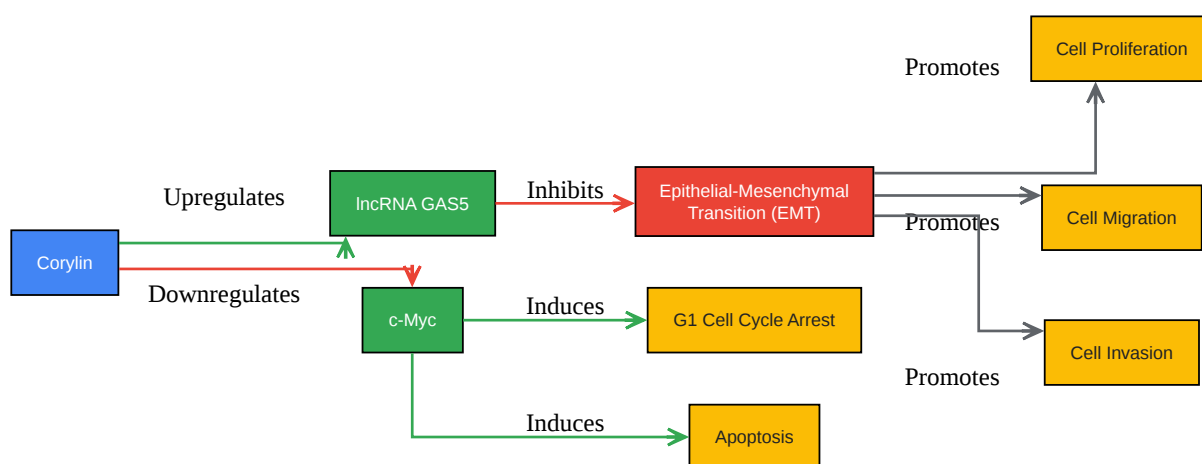 Cell Proliferation
Promotes
Upregulates
lncRNA GAS5
Inhibits
Epithelial-Mesenchymal
Transition (EMT)
Promotes
Cell Migration
Corylin
Downregulates
c-Myc
Induces
G1 Cell Cycle Arrest
Promotes
Cell Invasion
Induces
Apoptosis